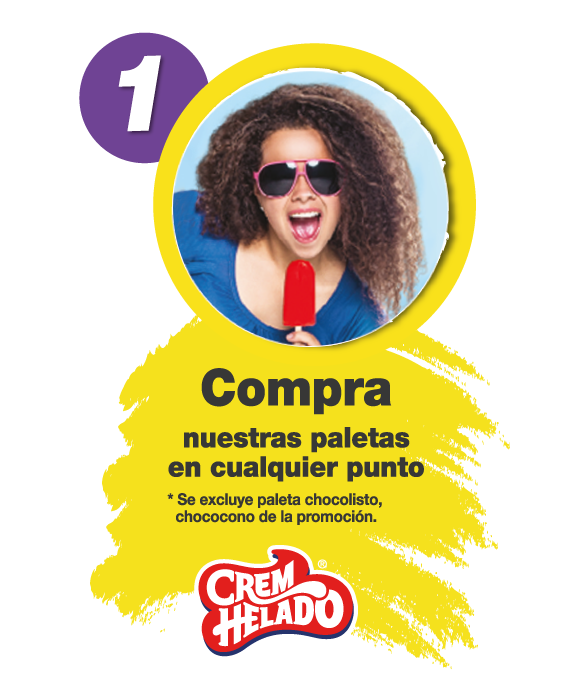 1
Compra
nuestras paletas
en cualquier punto
* Se excluye paleta chocolisto,
chococono de la promoción.
CREM
HELADO®